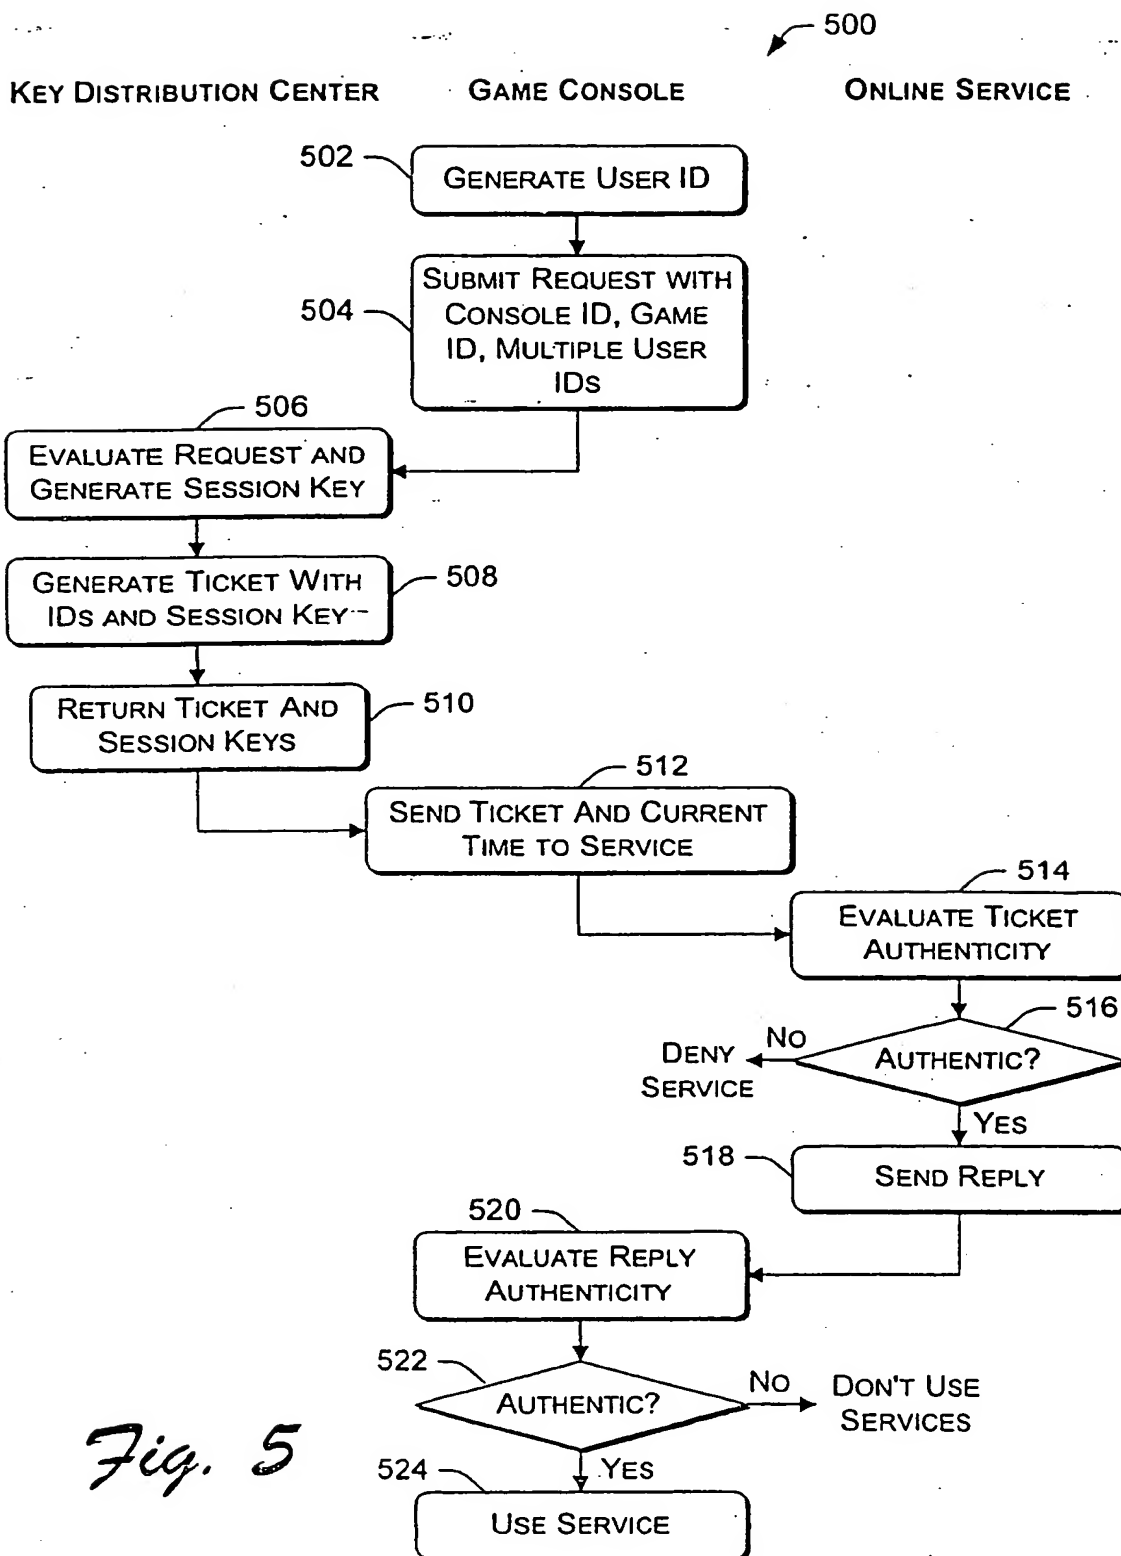 500
KEY DISTRIBUTION CENTER
GAME CONSOLE
ONLINE SERVICE
502
GENERATE USER ID
504
SUBMIT REQUEST WITH
CONSOLE ID, GAME
ID, MULTIPLE USER
IDS
506
EVALUATE REQUEST AND
GENERATE SESSION KEY
508
GENERATE TICKET WITH
IDS AND SESSION KEY
510
RETURN TICKET AND
SESSION KEYS
512
SEND TICKET AND CURRENT
TIME TO SERVICE
514
EVALUATE TICKET
AUTHENTICITY
516
AUTHENTIC?
NO
DENY
SERVICE
YES
518
SEND REPLY
520
EVALUATE REPLY
AUTHENTICITY
522
AUTHENTIC?
NO
DON'T USE
SERVICES
YES
524
USE SERVICE
Fig. 5